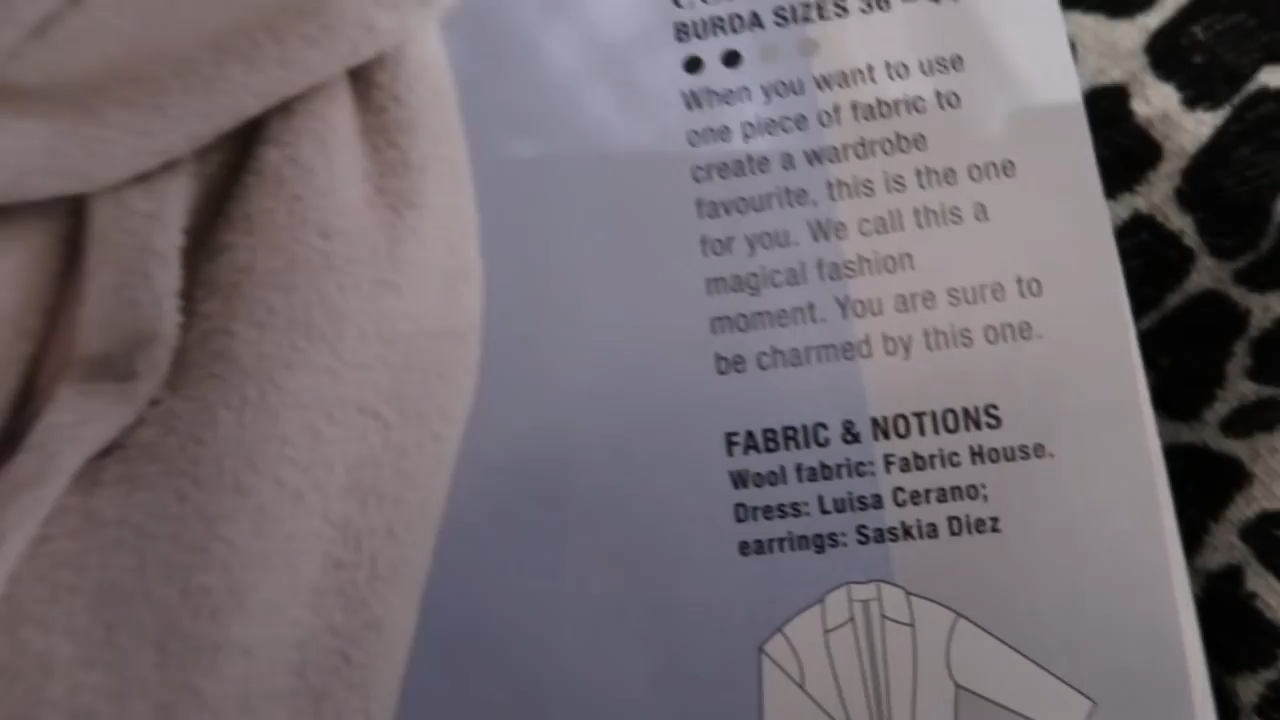 BURDA SIZES 36 –
When you want to use
one piece of fabric to
create a wardrobe
favourite, this is the one
for you. We call this a
magical fashion
moment. You are sure to
be charmed by this one.
FABRIC & NOTIONS
Wool fabric: Fabric House.
Dress: Luisa Cerano;
earrings: Saskia Diez